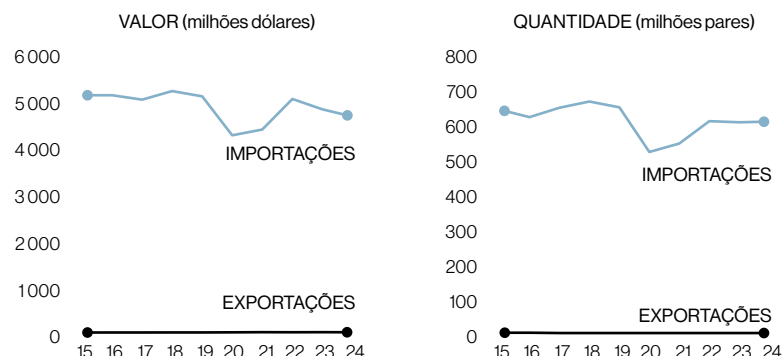 VALOR (milhões dólares)
6 000
5 000
4 000
3 000
2 000
1 000
0
IMPORTAÇÕES
EXPORTAÇÕES
15 16 17 18 19 20 21 22 23 24
QUANTIDADE (milhões pares)
800
700
600
500
400
300
200
100
0
IMPORTAÇÕES
EXPORTAÇÕES
15 16 17 18 19 20 21 22 23 24